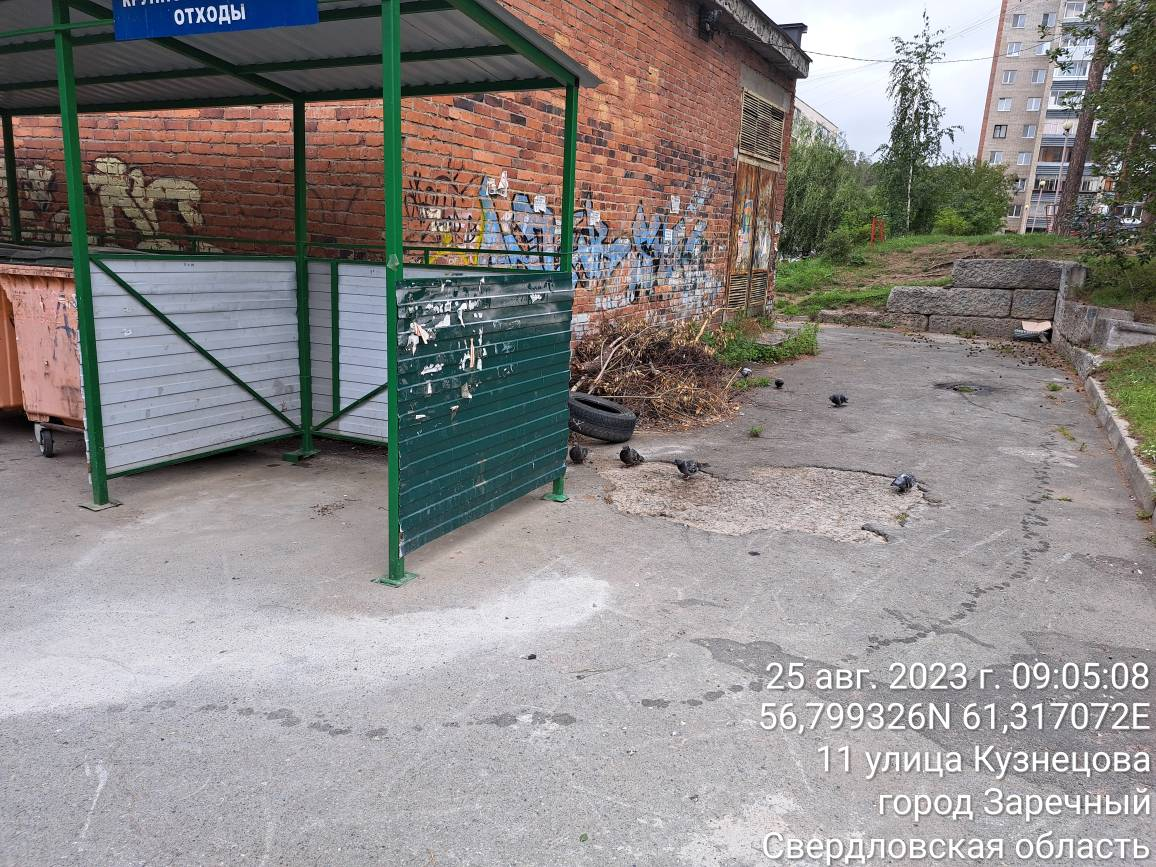 ОТХОДЫ
25 авг. 2023 г. 09:05:08
56,799326N 61,317072E
11 улица Кузнецова
город Заречный
Свердловская область